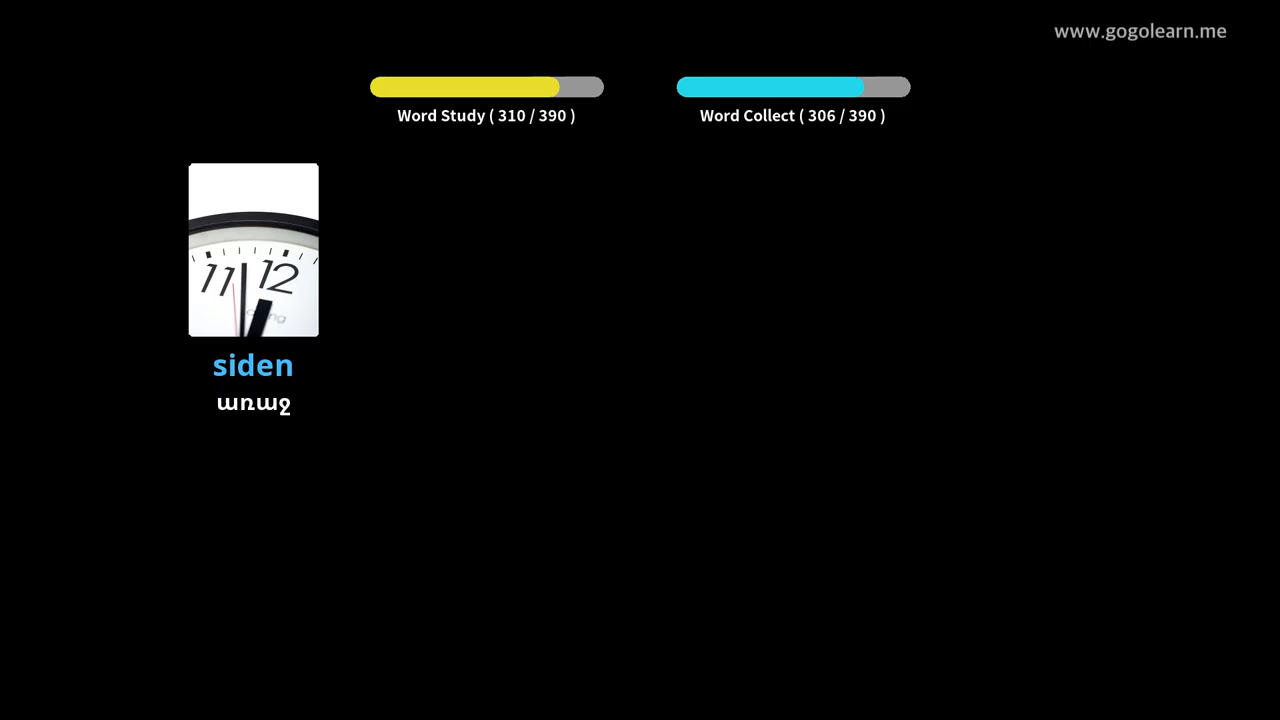 www.gogolearn.me
Word Study ( 310 / 390 )
Word Collect ( 306 / 390 )
11 12
siden
առաջ